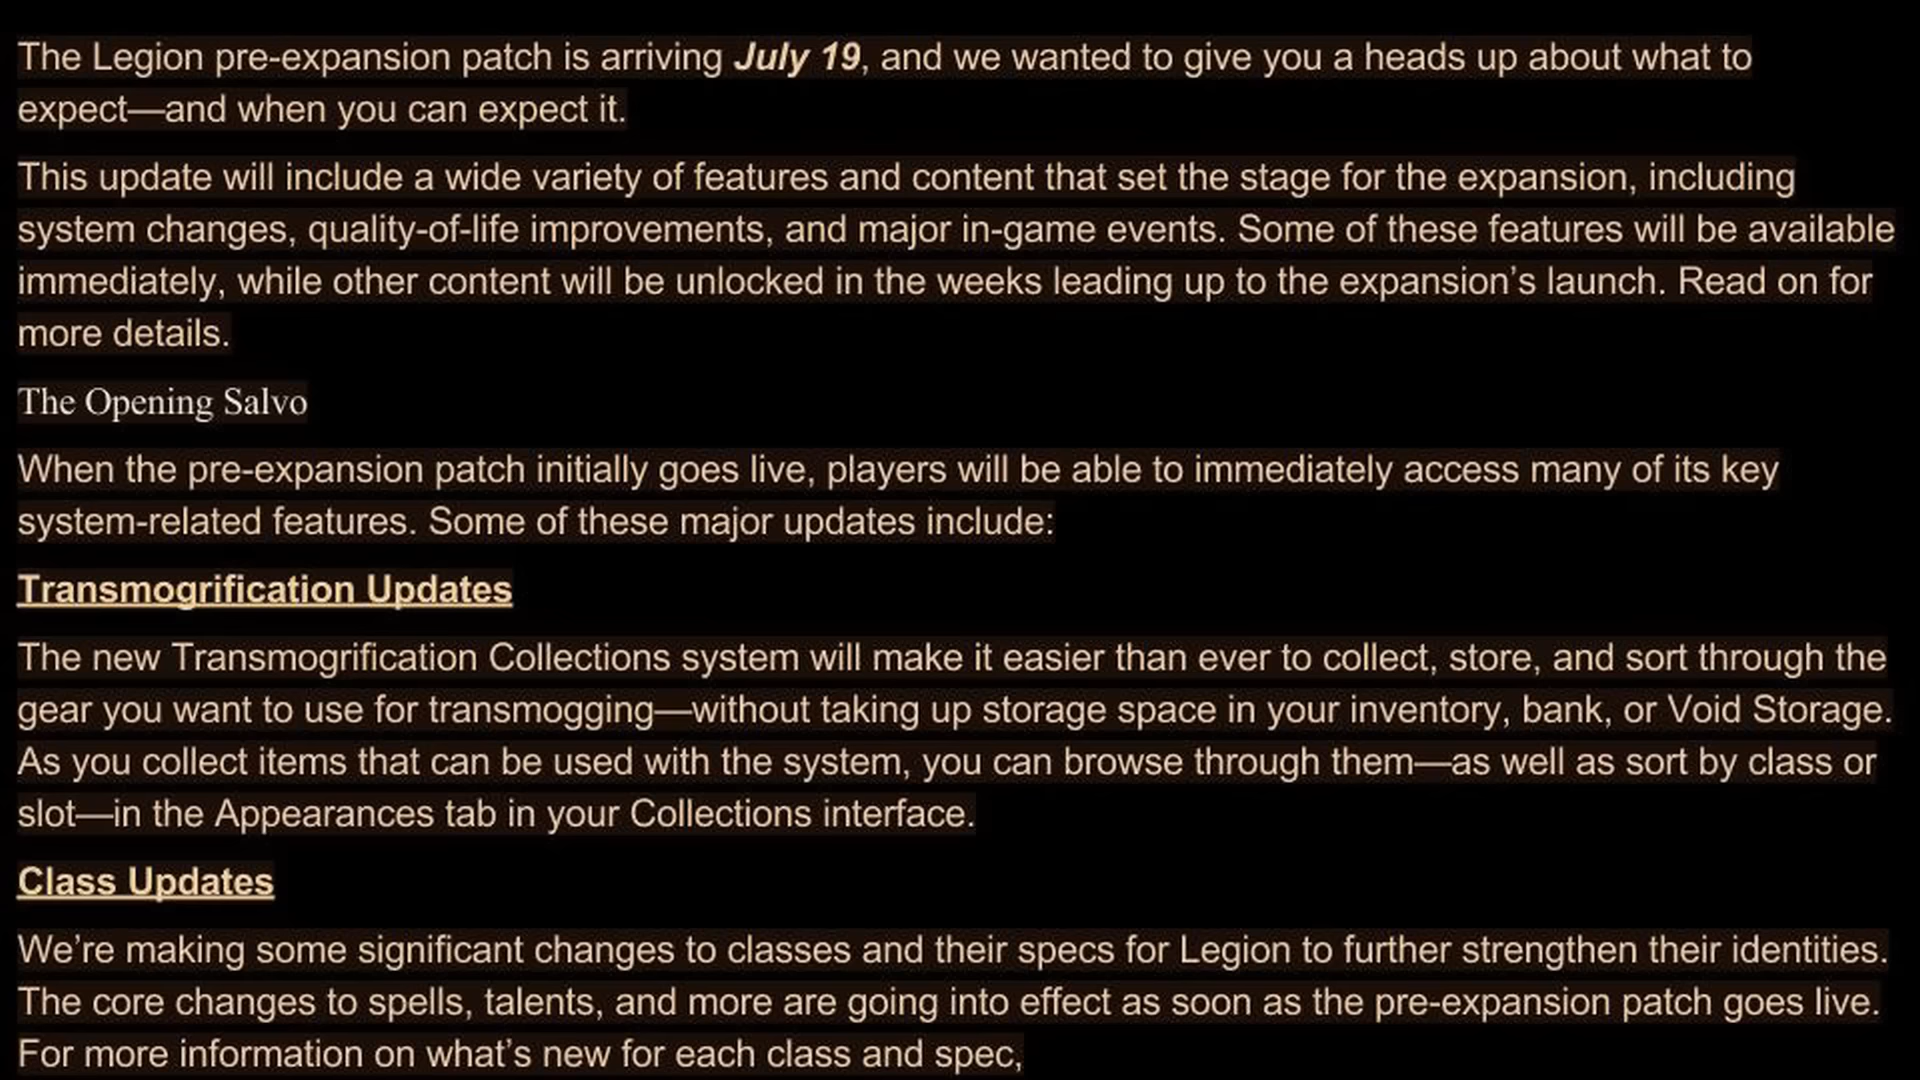 The Legion pre-expansion patch is arriving July 19, and we wanted to give you a heads up about what to
expect—and when you can expect it.
This update will include a wide variety of features and content that set the stage for the expansion, including
system changes, quality-of-life improvements, and major in-game events. Some of these features will be available
immediately, while other content will be unlocked in the weeks leading up to the expansion’s launch. Read on for
more details.
The Opening Salvo
When the pre-expansion patch initially goes live, players will be able to immediately access many of its key
system-related features. Some of these major updates include:
Transmogrification Updates
The new Transmogrification Collections system will make it easier than ever to collect, store, and sort through the
gear you want to use for transmogging—without taking up storage space in your inventory, bank, or Void Storage.
As you collect items that can be used with the system, you can browse through them—as well as sort by class or
slot—in the Appearances tab in your Collections interface.
Class Updates
We’re making some significant changes to classes and their specs for Legion to further strengthen their identities.
The core changes to spells, talents, and more are going into effect as soon as the pre-expansion patch goes live.
For more information on what’s new for each class and spec,